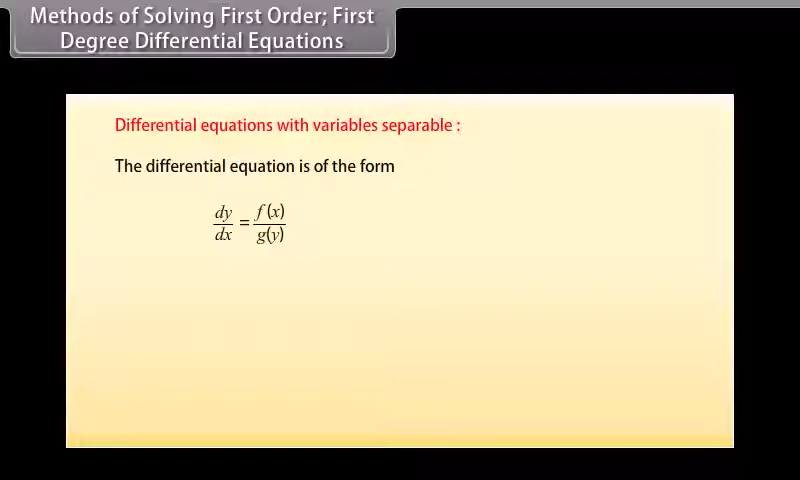 Methods of Solving First Order; First
Degree Differential Equations
Differential equations with variables separable :
The differential equation is of the form
dy/dx = f(x)/g(y)